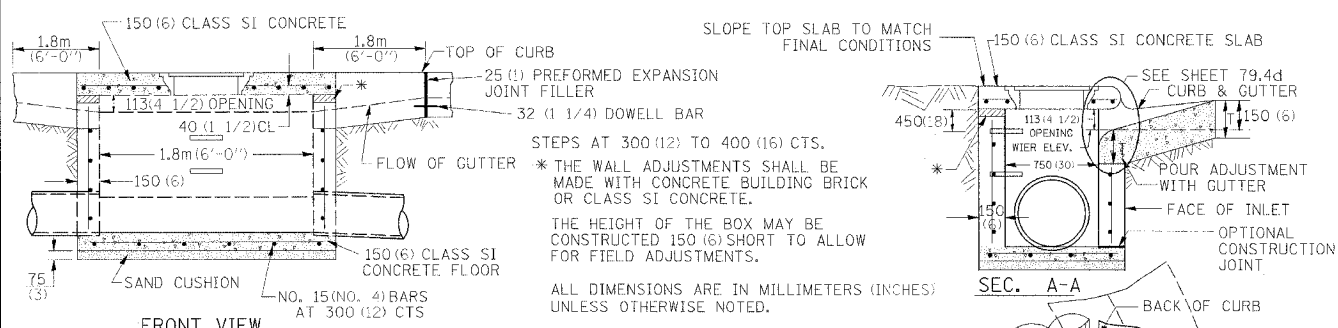 150 (6) CLASS SI CONCRETE
1.8m
(6'-0")
1.8m
(6'-0")
TOP OF CURB
25 (1) PREFORMED EXPANSION
JOINT FILLER
32 (1 1/4) DOWELL BAR
*
113(4 1/2) OPENING
40 (1 1/2)CL
1.8m(6'-0")
150 (6)
FLOW OF GUTTER
75
(3)
SAND CUSHION
150 (6) CLASS SI
CONCRETE FLOOR
NO. 15(NO. 4) BARS
AT 300 (12) CTS
FRONT VIEW
STEPS AT 300 (12) TO 400 (16) CTS.
* THE WALL ADJUSTMENTS SHALL BE
MADE WITH CONCRETE BUILDING BRICK
OR CLASS SI CONCRETE.
THE HEIGHT OF THE BOX MAY BE
CONSTRUCTED 150 (6) SHORT TO ALLOW
FOR FIELD ADJUSTMENTS.
ALL DIMENSIONS ARE IN MILLIMETERS (INCHES)
UNLESS OTHERWISE NOTED.
SLOPE TOP SLAB TO MATCH
FINAL CONDITIONS
150 (6) CLASS SI CONCRETE SLAB
SEE SHEET 79.4d
CURB & GUTTER
450(18)
113(4 1/2)
OPENING
WIER ELEV.
T
150 (6)
*
750 (30)
POUR ADJUSTMENT
WITH GUTTER
FACE OF INLET
150
(6)
OPTIONAL
CONSTRUCTION
JOINT
SEC. A-A
BACK OF CURB